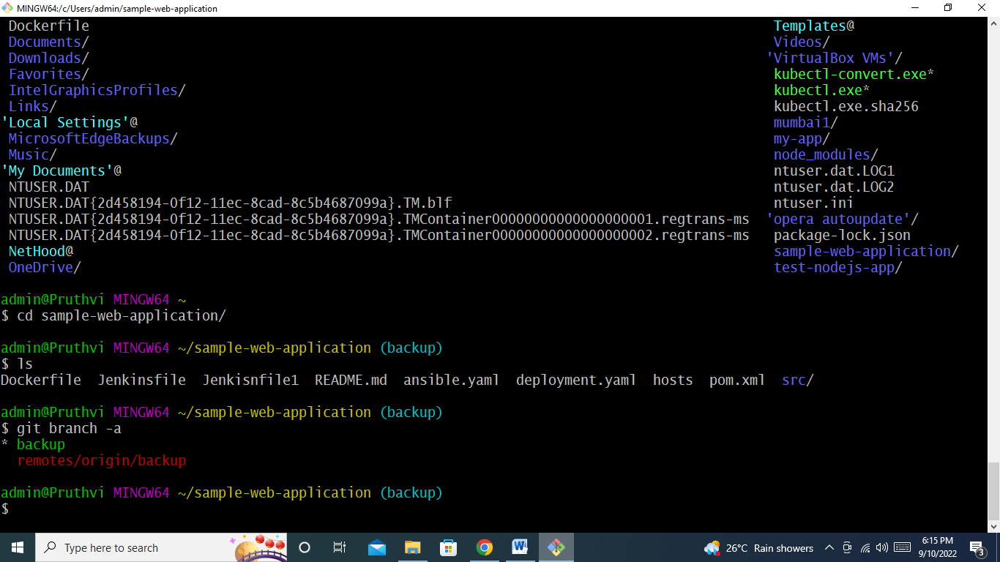 MINGW64:/c/Users/admin/sample-web-application
Dockerfile Templates@
Documents/ Videos/
Downloads/ 'VirtualBox VMs'/
Favorites/ kubectl-convert.exe*
IntelGraphicsProfiles/ kubectl.exe*
Links/ kubectl.exe.sha256
'Local Settings'@ mumbai1/
MicrosoftEdgeBackups/ my-app/
Music/ node_modules/
'My Documents'@ ntuser.dat.LOG1
NTUSER.DAT ntuser.dat.LOG2
NTUSER.DAT{2d458194-0f12-11ec-8cad-8c5b4687099a}.TM.blf ntuser.ini
NTUSER.DAT{2d458194-0f12-11ec-8cad-8c5b4687099a}.TMContainer00000000000000000001.regtrans-ms 'opera autoupdate'/
NTUSER.DAT{2d458194-0f12-11ec-8cad-8c5b4687099a}.TMContainer00000000000000000002.regtrans-ms package-lock.json
NetHood@ sample-web-application/
OneDrive/ test-nodejs-app/
admin@Pruthvi MINGW64 ~
$ cd sample-web-application/
admin@Pruthvi MINGW64 ~/sample-web-application (backup)
$ ls
Dockerfile Jenkinsfile Jenkisnfile1 README.md ansible.yaml deployment.yaml hosts pom.xml src/
admin@Pruthvi MINGW64 ~/sample-web-application (backup)
$ git branch -a
* backup
remotes/origin/backup
admin@Pruthvi MINGW64 ~/sample-web-application (backup)
$
Type here to search 26°C Rain showers 6:15 PM
9/10/2022 3